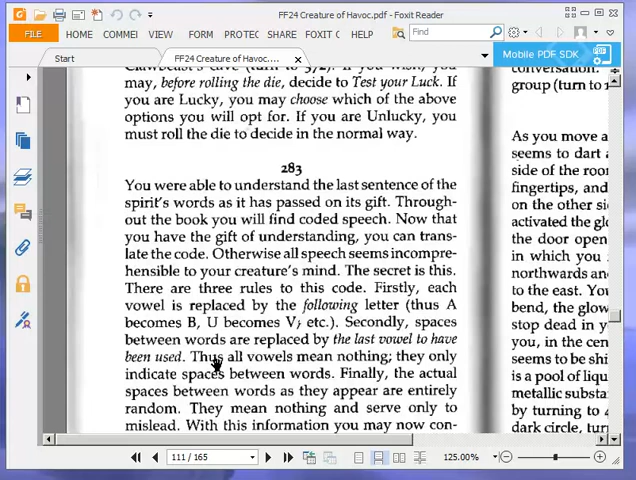 FF24 Creature of Havoc.pdf - Foxit Reader
FILE HOME COMMEI VIEW FORM PROTEC SHARE FOXIT C HELP Find
Start FF24 Creature of Havoc.... Mobile PDF SDK
may, before rolling the die, decide to Test your Luck. If
you are Lucky, you may choose which of the above
options you will opt for. If you are Unlucky, you
must roll the die to decide in the normal way.
283
You were able to understand the last sentence of the
spirit's words as it has passed on its gift. Through-
out the book you will find coded speech. Now that
you have the gift of understanding, you can trans-
late the code. Otherwise all speech seems incompre-
hensible to your creature's mind. The secret is this.
There are three rules to this code. Firstly, each
vowel is replaced by the following letter (thus A
becomes B, U becomes V, etc.). Secondly, spaces
between words are replaced by the last vowel to have
been used. Thus all vowels mean nothing; they only
indicate spaces between words. Finally, the actual
spaces between words as they appear are entirely
random. They mean nothing and serve only to
mislead. With this information you may now con-
conversation.
group (turn to 1
As you move a
seems to dart a
side of the roor
fingertips, and
on the other si
activated the glo
the door open
in which you
northwards an
to the east. You
bend, the glow
stop dead in y
you, in the cen
seems to be shi
is a pool of liqu
metallic substa
by turning to 4
dark circle, turr
111 / 165 125.00%